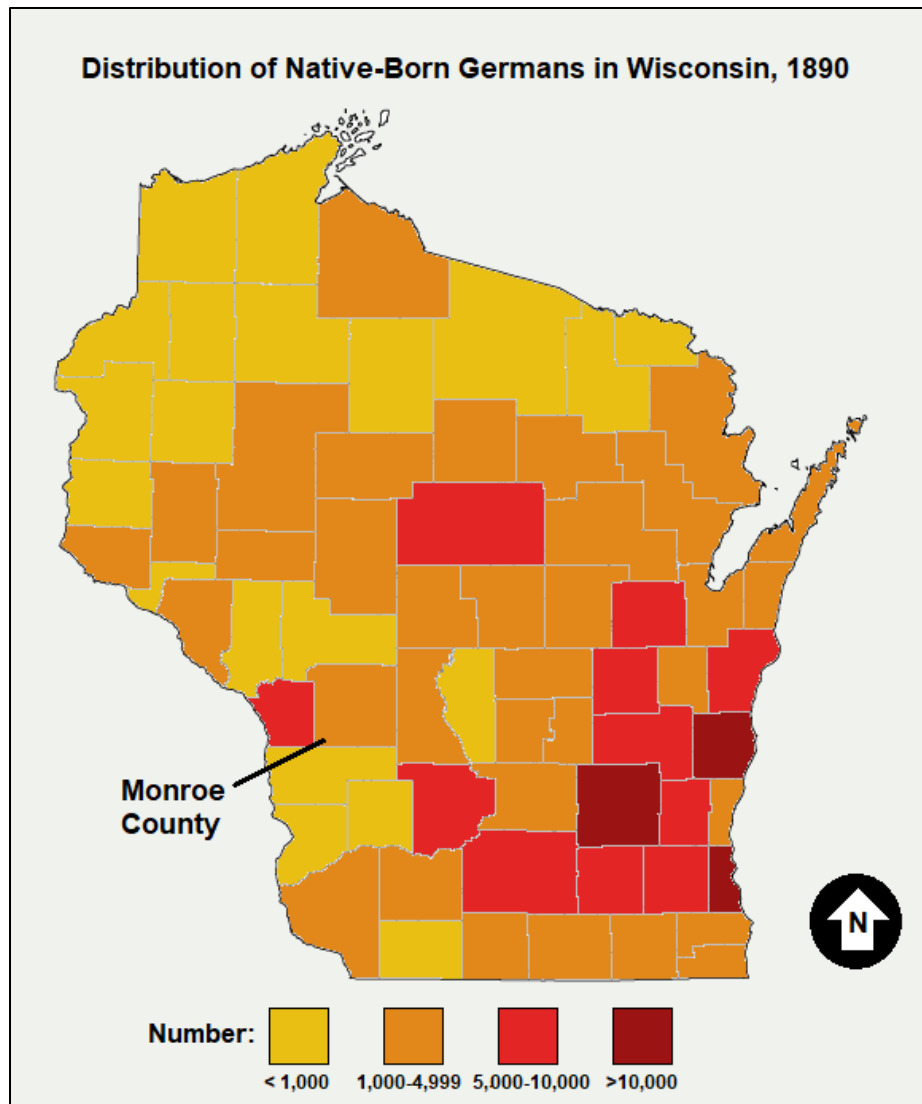 Distribution of Native-Born Germans in Wisconsin, 1890
Monroe
County
N
Number:
< 1,000 1,000-4,999 5,000-10,000 >10,000